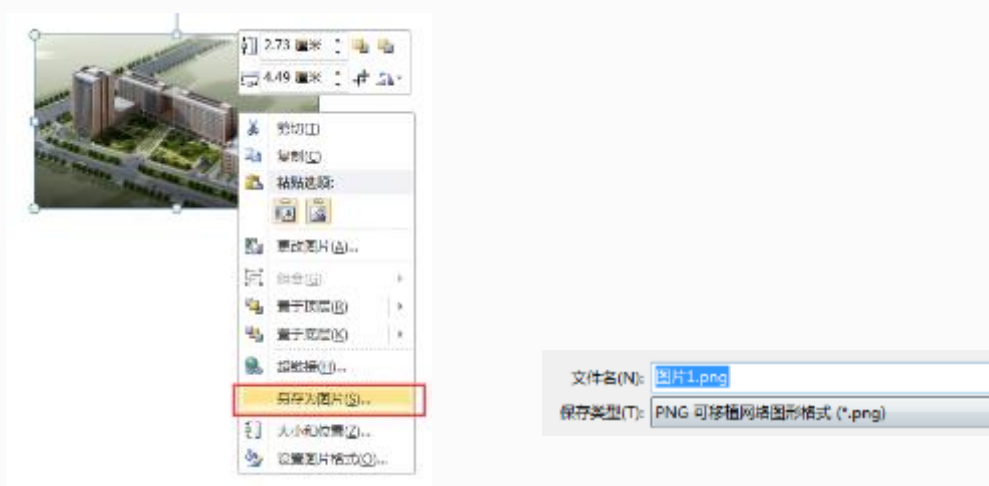 2.73 厘米
4.49 厘米
剪切(T)
复制(C)
粘贴选项:
更改图片(A)...
组合(G)
置于顶层(R)
置于底层(K)
超链接(H)...
另存为图片(S)...
大小和位置(Z)...
设置图片格式(O)...
文件名(N): 图片1.png
保存类型(T): PNG 可移植网络图形格式 (*.png)